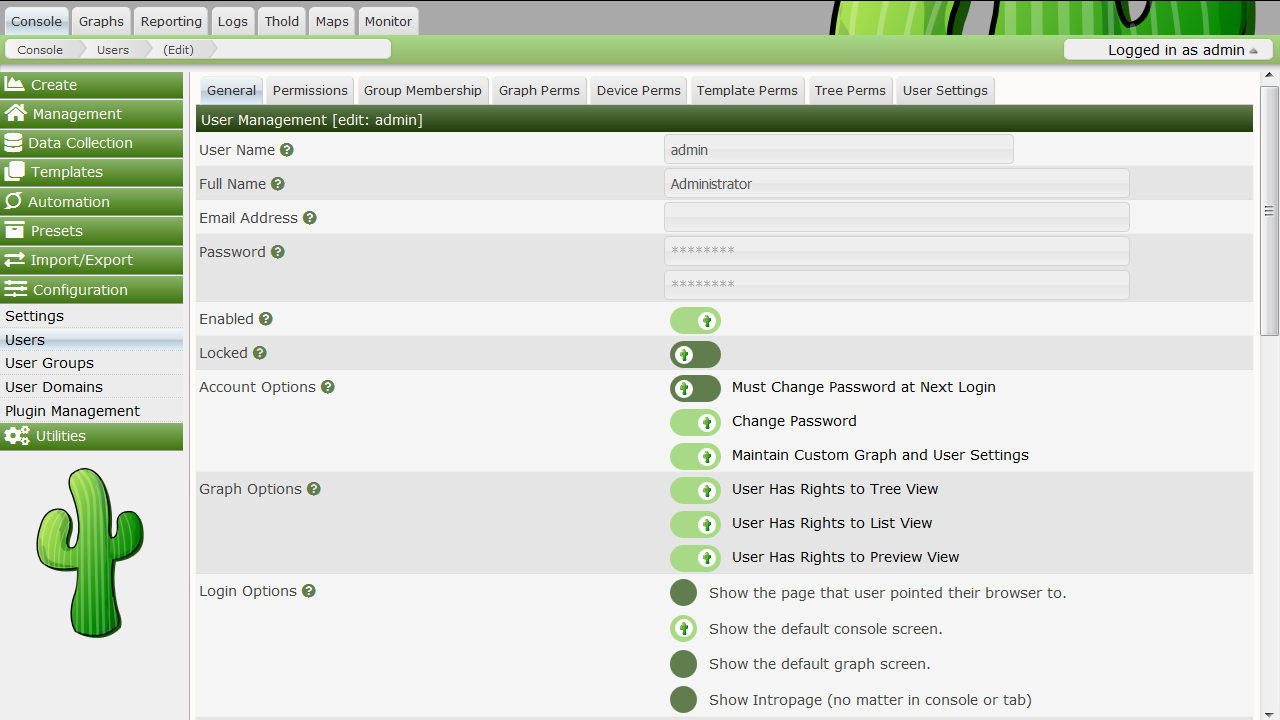 Console Graphs Reporting Logs Thold Maps Monitor
Console Users (Edit) Logged in as admin
Create
Management
Data Collection
Templates
Automation
Presets
Import/Export
Configuration
Settings
Users
User Groups
User Domains
Plugin Management
Utilities
General Permissions Group Membership Graph Perms Device Perms Template Perms Tree Perms User Settings
User Management [edit: admin]
User Name admin
Full Name Administrator
Email Address
Password ********
********
Enabled
Locked
Account Options Must Change Password at Next Login
Change Password
Maintain Custom Graph and User Settings
Graph Options User Has Rights to Tree View
User Has Rights to List View
User Has Rights to Preview View
Login Options Show the page that user pointed their browser to.
Show the default console screen.
Show the default graph screen.
Show Intropage (no matter in console or tab)